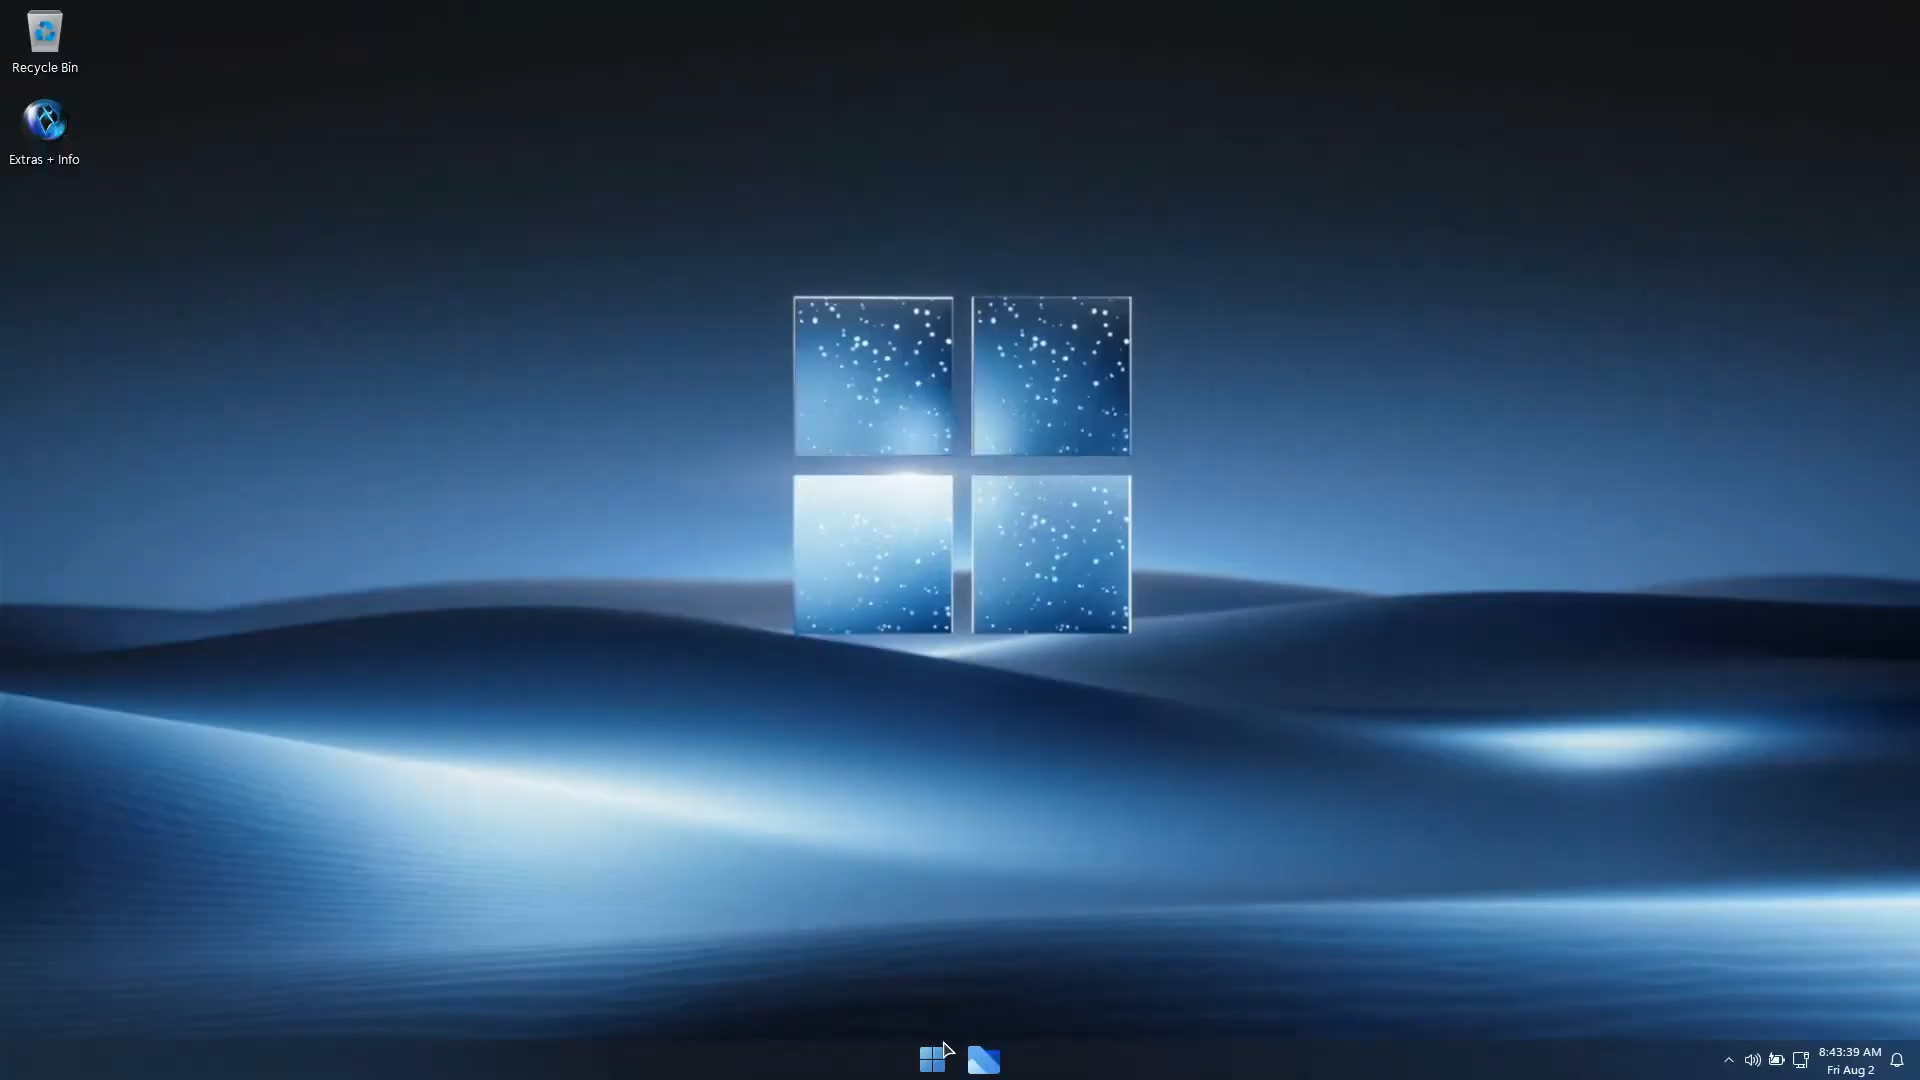 Recycle Bin
Extras + Info
8:43:39 AM
Fri Aug 2